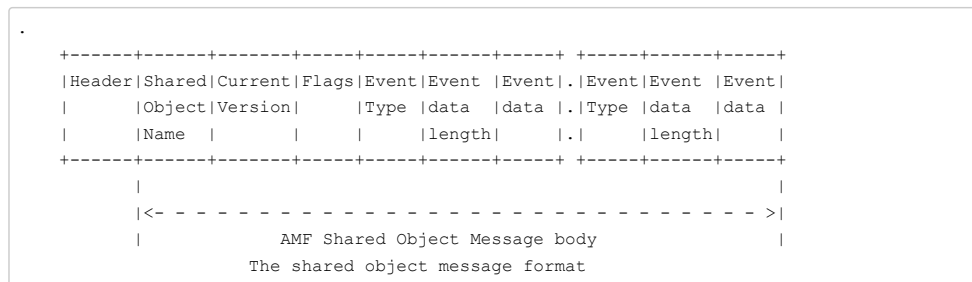 .
+------+------+-------+-----+-----+------+-----+ +-----+------+-----+
|Header|Shared|Current|Flags|Event|Event |Event|.|Event|Event |Event|
|      |Object|Version|     |Type |data  |data |.|Type |data  |data |
|      |Name  |       |     |     |length|     |.|     |length|     |
+------+------+-------+-----+-----+------+-----+ +-----+------+-----+
       |                                                            |
       |<- - - - - - - - - - - - - - - - - - - - - - - - - - - - - >|
       |             AMF Shared Object Message body                 |
                  The shared object message format